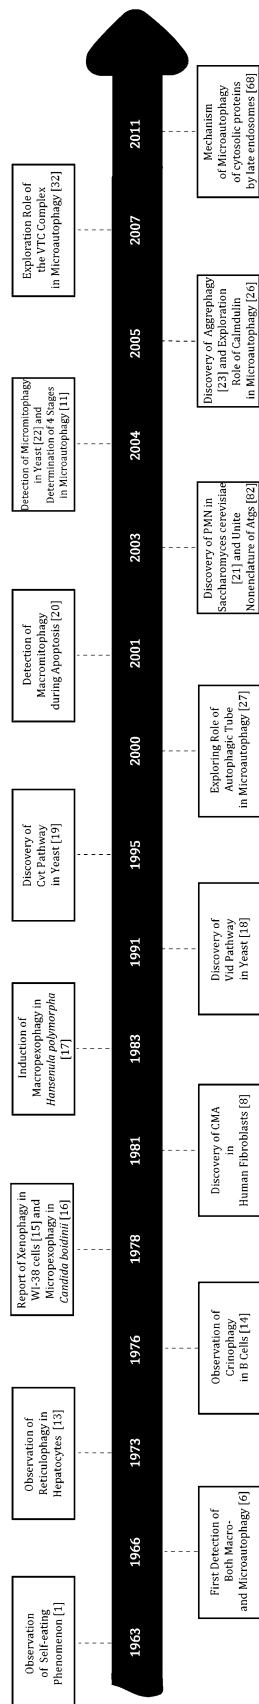 1963
Observation
of Self-eating
Phenomenon [1]
1966
First Detection of
Both Macro-
and Microautophagy [6]
1973
Observation of
Reticulophagy in
Hepatocytes [13]
1976
Observation of
Crinophagy
in B Cells [14]
1978
Report of Xenophagy in
WI-38 cells [15] and
Micropexophagy in
Candida boidinii [16]
1981
Discovery of CMA
in
Human Fibroblasts [8]
1983
Induction of
Macropexophagy in
Hansenula polymorpha
[17]
1991
Discovery of
Vid Pathway
in Yeast [18]
1995
Discovery of
Cvt Pathway
in Yeast [19]
2000
Exploring Role of
Autophagic Tube
in Microautophagy [27]
2001
Detection of
Macromitophagy
during Apoptosis [20]
2003
Discovery of PMN in
Saccharomyces cerevisiae
[21] and Unite
Nonenclature of Atgs [82]
2004
Detection of Micromitophagy
in Yeast [22] and
Determination of 4 Stages
in Microautophagy [11]
2005
Discovery of Aggrephagy
[23] and Exploration
Role of Calmdulin
in Microautophagy [26]
2007
Exploration Role of
the VTC Complex
in Microautophagy [32]
2011
Mechanism
of Microautophagy
of cytosolic proteins
by late endosomes [68]